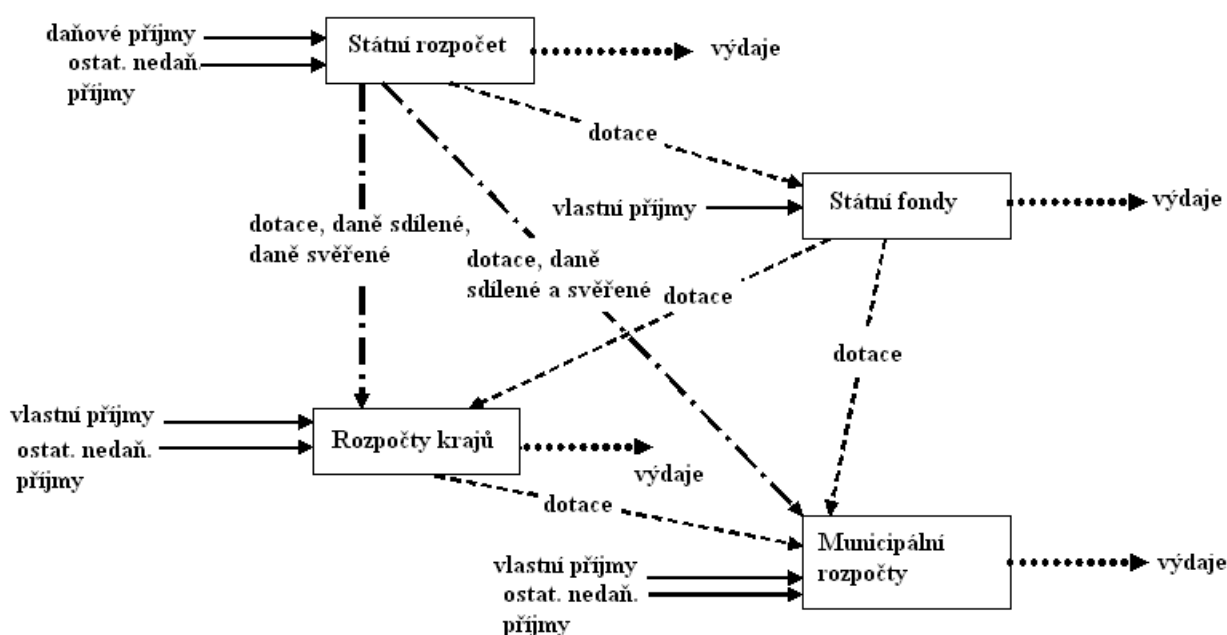 daňové příjmy
ostat. nedaň.
příjmy
Státní rozpočet
výdaje
dotace
Státní fondy
vlastní příjmy
výdaje
dotace, daně sdílené,
daně svěřené
dotace, daně
sdílené a svěřené
dotace
dotace
vlastní příjmy
ostat. nedaň.
příjmy
Rozpočty krajů
výdaje
dotace
Municipální
rozpočty
vlastní příjmy
ostat. nedaň.
příjmy
výdaje